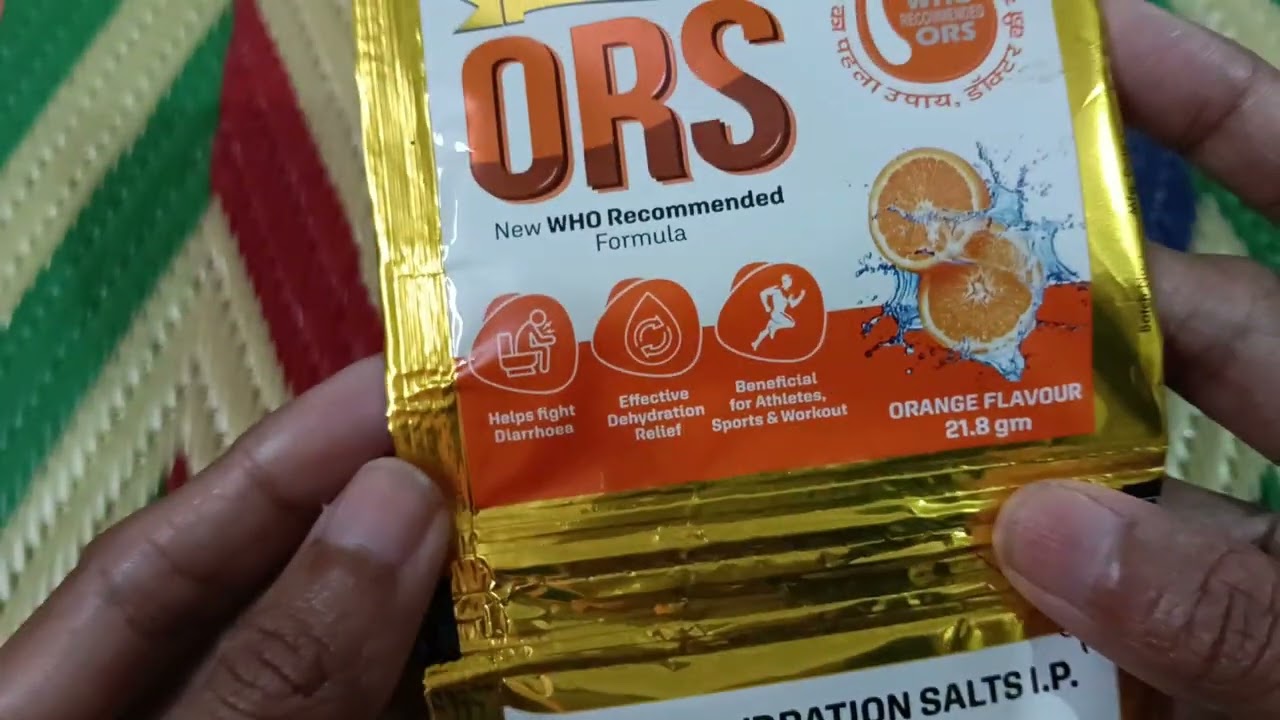 ORS
WHO
RECOMMENDED
ORS
का पहला उपाय, डॉक्टर की
New WHO Recommended
Formula
Helps fight
Diarrhoea
Effective
Dehydration
Relief
Beneficial
for Athletes,
Sports & Workout
ORANGE FLAVOUR
21.8 gm
SALTS I.P.